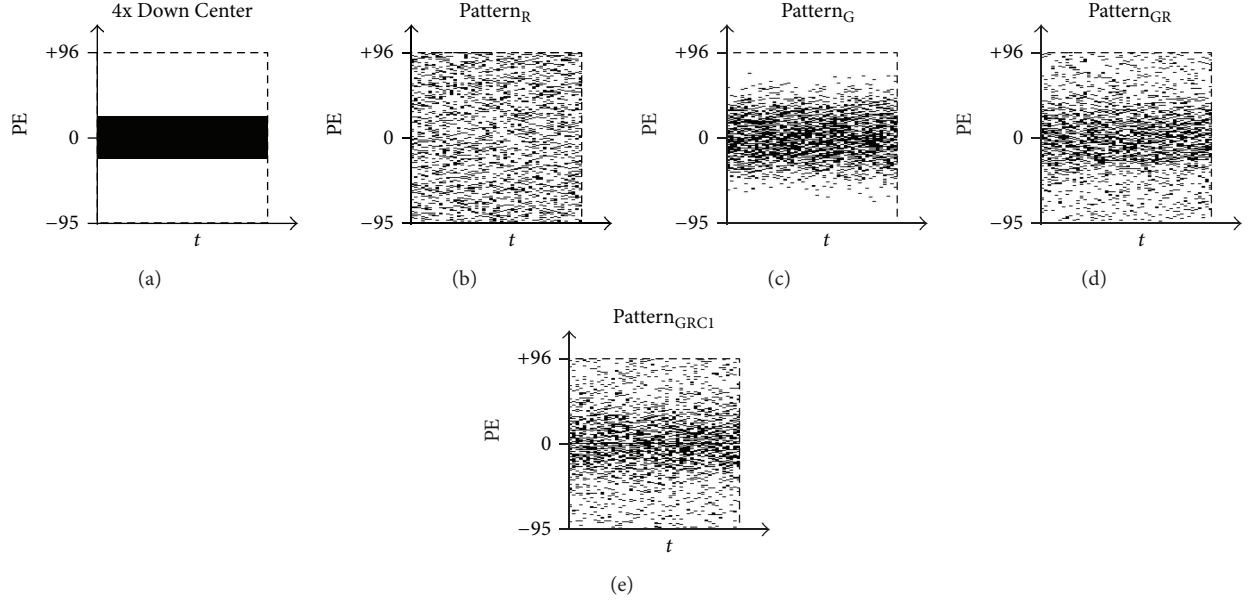 4x Down Center
+96
PE
0
−95
t
(a)
Pattern_R
+96
PE
0
−95
t
(b)
Pattern_G
+96
PE
0
−95
t
(c)
Pattern_GR
+96
PE
0
−95
t
(d)
Pattern_GRC1
+96
PE
0
−95
t
(e)